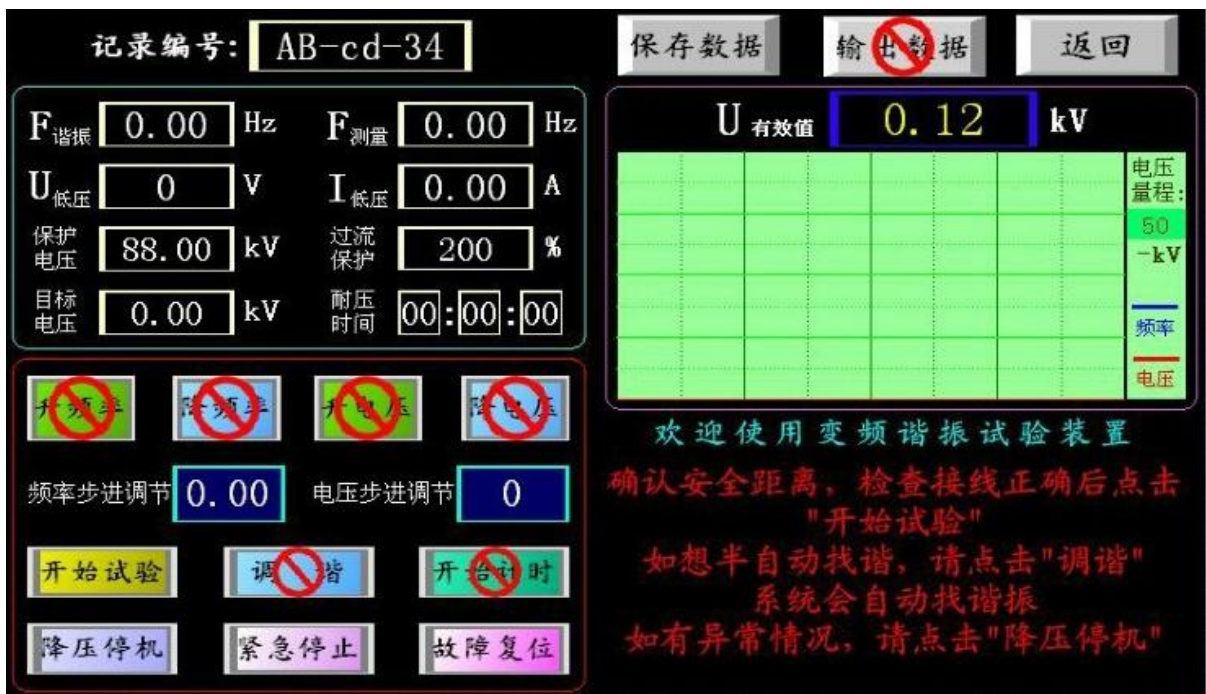 记录编号: AB-cd-34
保存数据 输出数据 返回
F谐振 0.00 Hz F测量 0.00 Hz
U低压 0 V I低压 0.00 A
保护电压 88.00 kV 过流保护 200 %
目标电压 0.00 kV 耐压时间 00:00:00
U有效值 0.12 kV
电压
量程:
50
-kV
频率
电压
升频率 降频率 升电压 降电压
频率步进调节 0.00 电压步进调节 0
开始试验 调谐 开始计时
降压停机 紧急停止 故障复位
欢迎使用变频谐振试验装置
确认安全距离，检查接线正确后点击
"开始试验"
如想半自动找谐，请点击"调谐"
系统会自动找谐振
如有异常情况，请点击"降压停机"